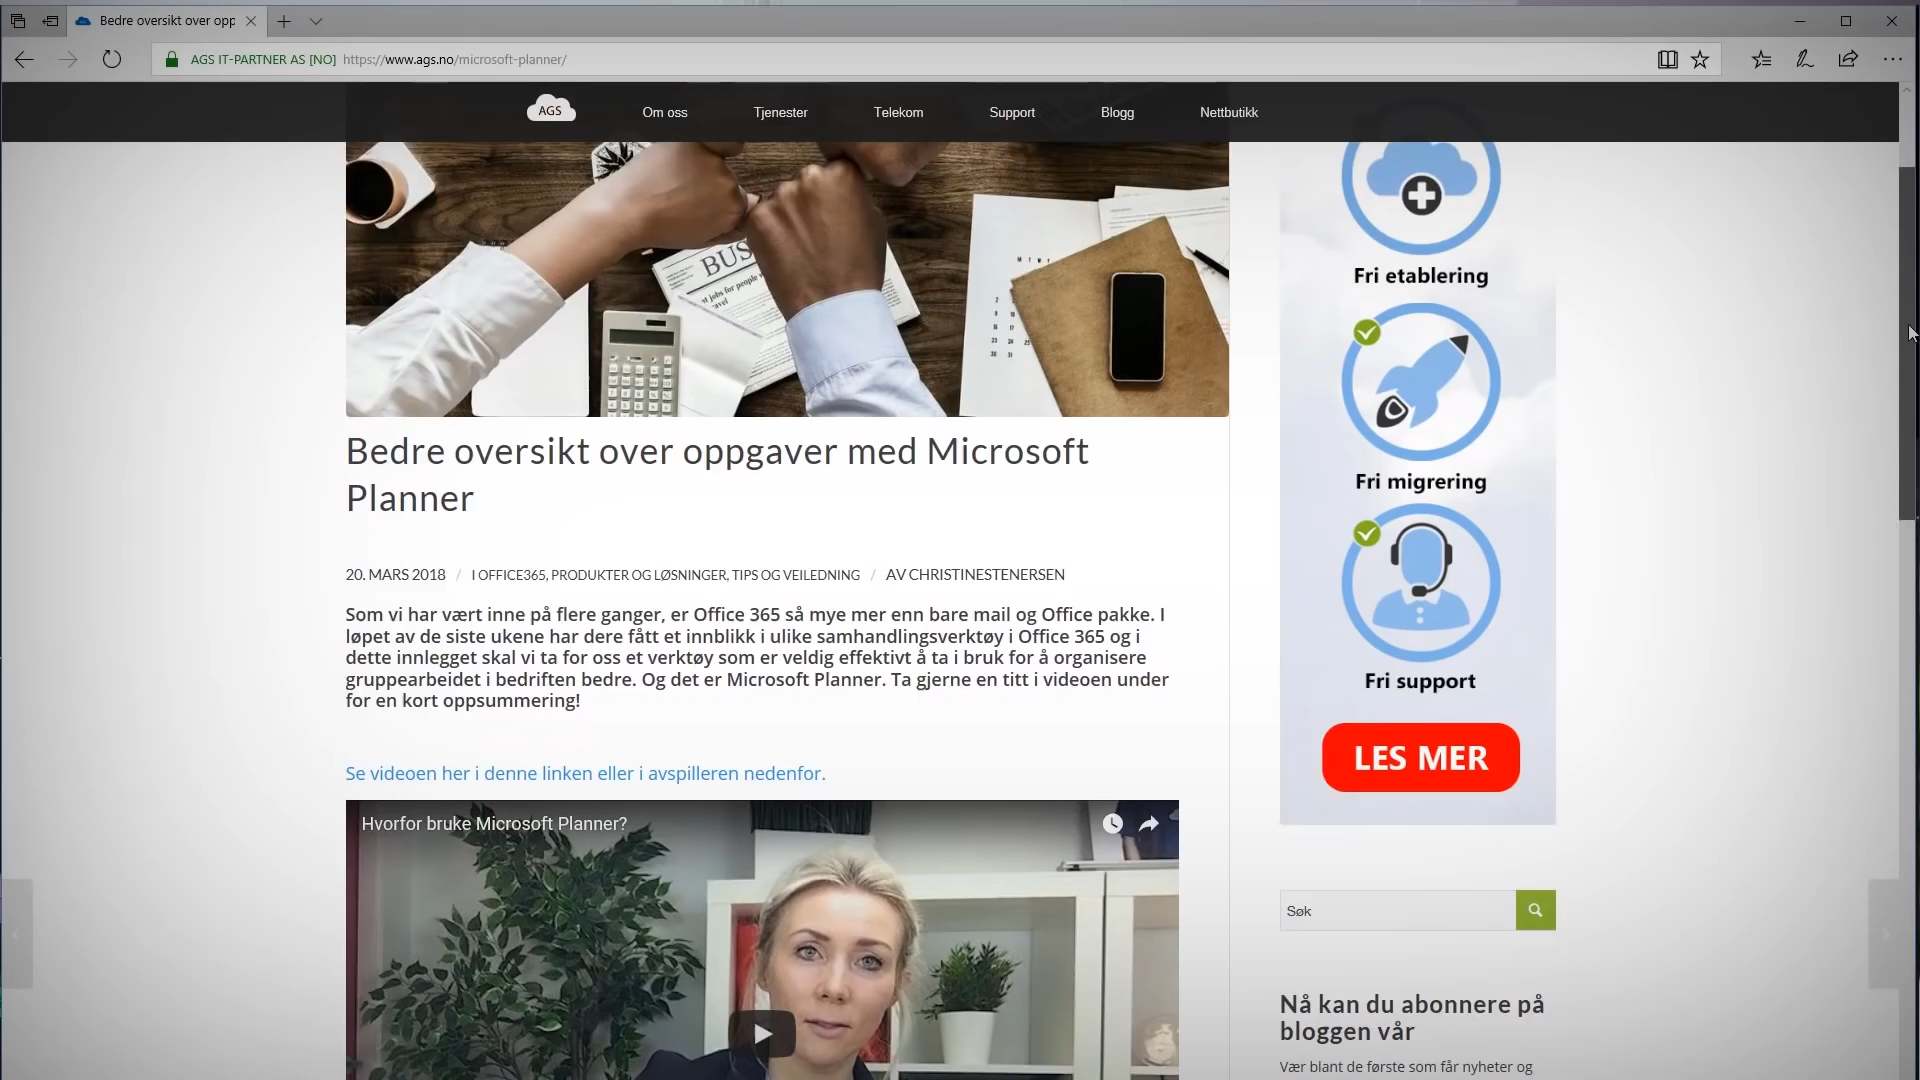 Bedre oversikt over opp
AGS IT-PARTNER AS [NO] https://www.ags.no/microsoft-planner/
AGS Om oss Tjenester Telekom Support Blogg Nettbutikk
BUS
Fri etablering
Fri migrering
Fri support
LES MER
Bedre oversikt over oppgaver med Microsoft
Planner
20. MARS 2018 / I OFFICE365, PRODUKTER OG LØSNINGER, TIPS OG VEILEDNING / AV CHRISTINESTENERSEN
Som vi har vært inne på flere ganger, er Office 365 så mye mer enn bare mail og Office pakke. I
løpet av de siste ukene har dere fått et innblikk i ulike samhandlingsverktøy i Office 365 og i
dette innlegget skal vi ta for oss et verktøy som er veldig effektivt å ta i bruk for å organisere
gruppearbeidet i bedriften bedre. Og det er Microsoft Planner. Ta gjerne en titt i videoen under
for en kort oppsummering!
Se videoen her i denne linken eller i avspilleren nedenfor.
Hvorfor bruke Microsoft Planner?
Søk
Nå kan du abonnere på
bloggen vår
Vær blant de første som får nyheter og